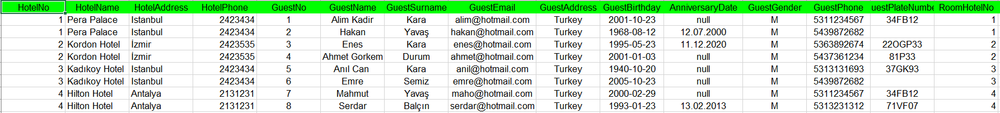 HotelNo HotelName HotelAddress HotelPhone GuestNo GuestName GuestSurname GuestEmail GuestAddress GuestBirthday AnniversaryDate GuestGender GuestPhone uestPlateNumbe RoomHotelNo
1 Pera Palace Istanbul 2423434 1 Alim Kadir Kara alim@hotmail.com Turkey 2001-10-23 null M 5311234567 34FB12 1
1 Pera Palace Istanbul 2423434 2 Hakan Yavaş hakan@hotmail.com Turkey 1968-08-12 12.07.2000 M 5439872682 1
2 Kordon Hotel İzmir 2423535 3 Enes Kara enes@hotmail.com Turkey 1995-05-23 11.12.2020 M 5363892674 22OGP33 2
2 Kordon Hotel İzmir 2423535 4 Ahmet Gorkem Durum ahmet@hotmail.com Turkey 2001-01-03 null M 5437361234 81P33 2
3 Kadıkoy Hotel Istanbul 2423434 5 Anıl Can Kara anil@hotmail.com Turkey 1940-10-20 null M 5313131693 37GK93 3
3 Kadıkoy Hotel Istanbul 2423434 6 Emre Semiz emre@hotmail.com Turkey 2005-10-23 null M 5439872682 3
4 Hilton Hotel Antalya 2131231 7 Mahmut Yavaş maho@hotmail.com Turkey 2000-02-29 null M 5311234567 34FB12 4
4 Hilton Hotel Antalya 2131231 8 Serdar Balçın serdar@hotmail.com Turkey 1993-01-23 13.02.2013 M 5313231312 71VF07 4